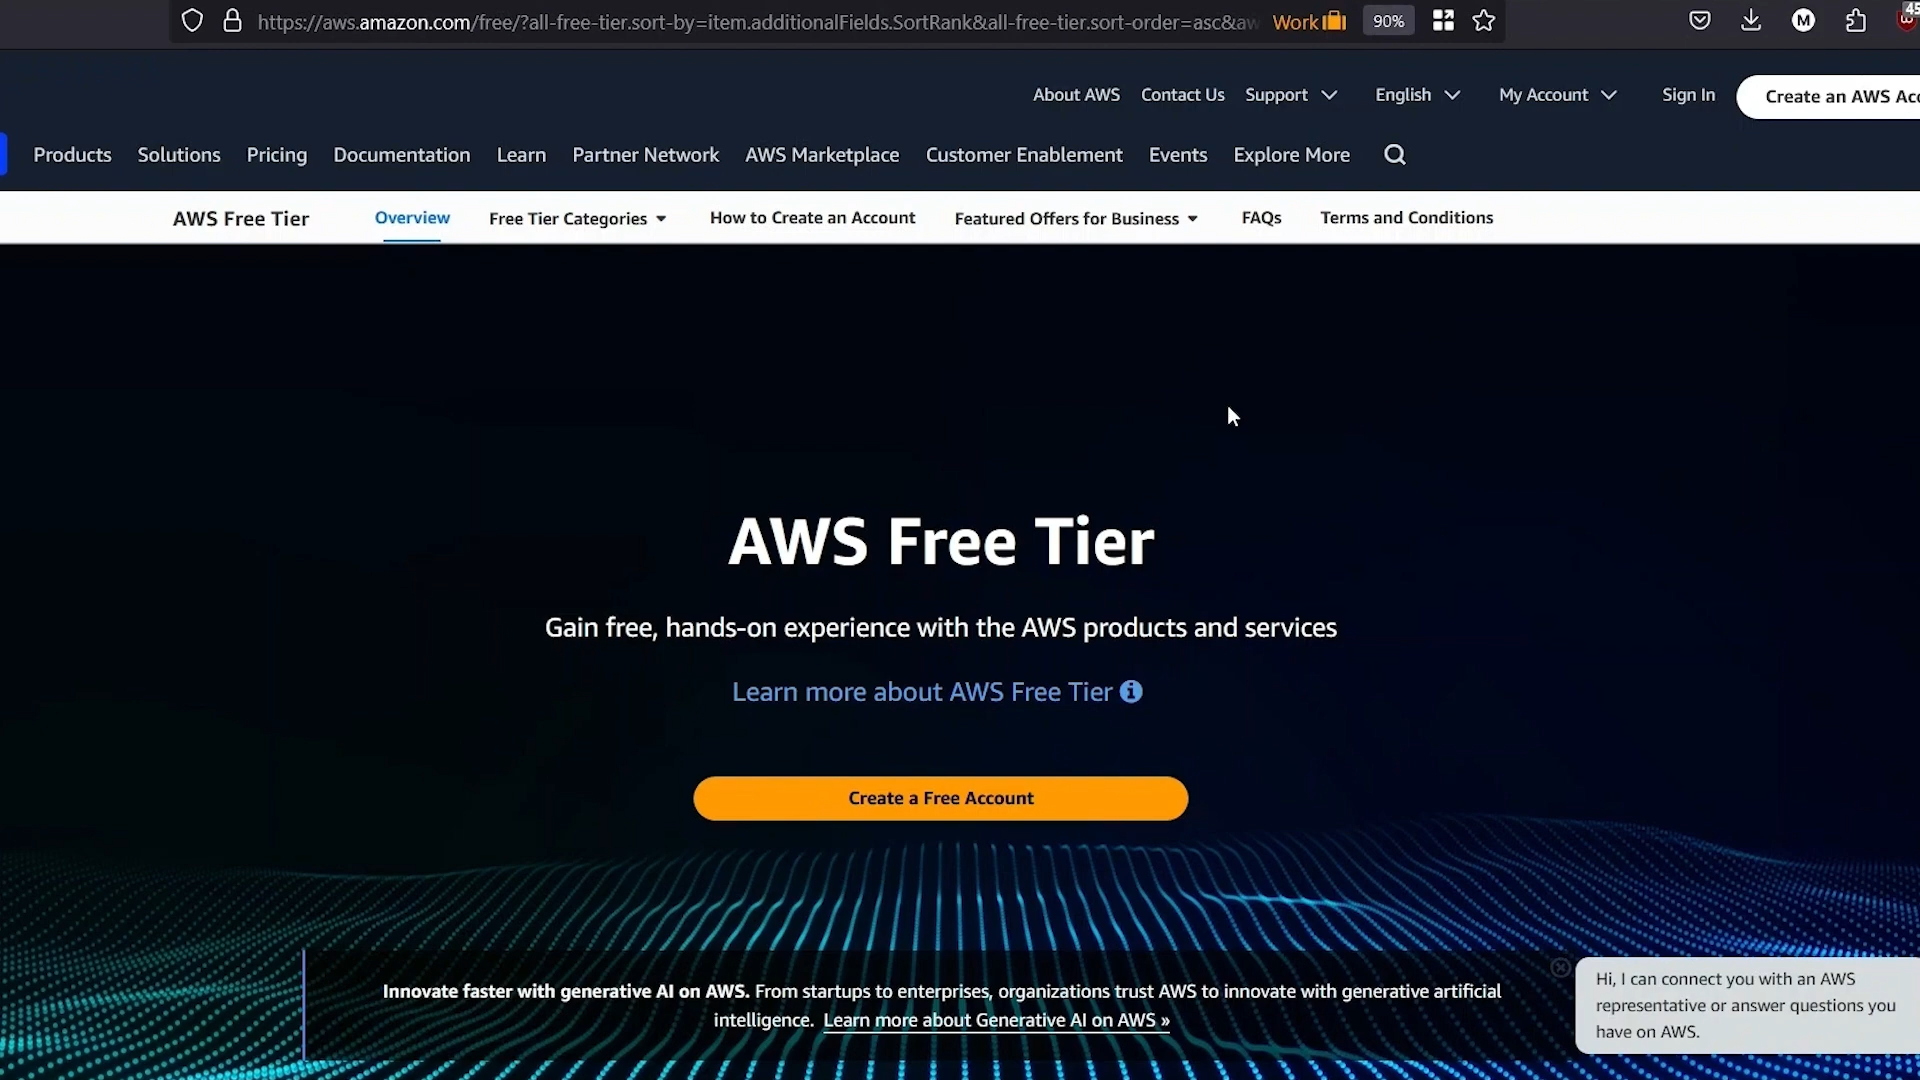 https://aws.amazon.com/free/?all-free-tier.sort-by=item.additionalFields.SortRank&all-free-tier.sort-order=asc&aw Work 90% M 45
About AWS Contact Us Support English My Account Sign In Create an AWS Acc
Products Solutions Pricing Documentation Learn Partner Network AWS Marketplace Customer Enablement Events Explore More
AWS Free Tier Overview Free Tier Categories How to Create an Account Featured Offers for Business FAQs Terms and Conditions
AWS Free Tier
Gain free, hands-on experience with the AWS products and services
Learn more about AWS Free Tier
Create a Free Account
Innovate faster with generative AI on AWS. From startups to enterprises, organizations trust AWS to innovate with generative artificial
intelligence. Learn more about Generative AI on AWS »
Hi, I can connect you with an AWS
representative or answer questions you
have on AWS.